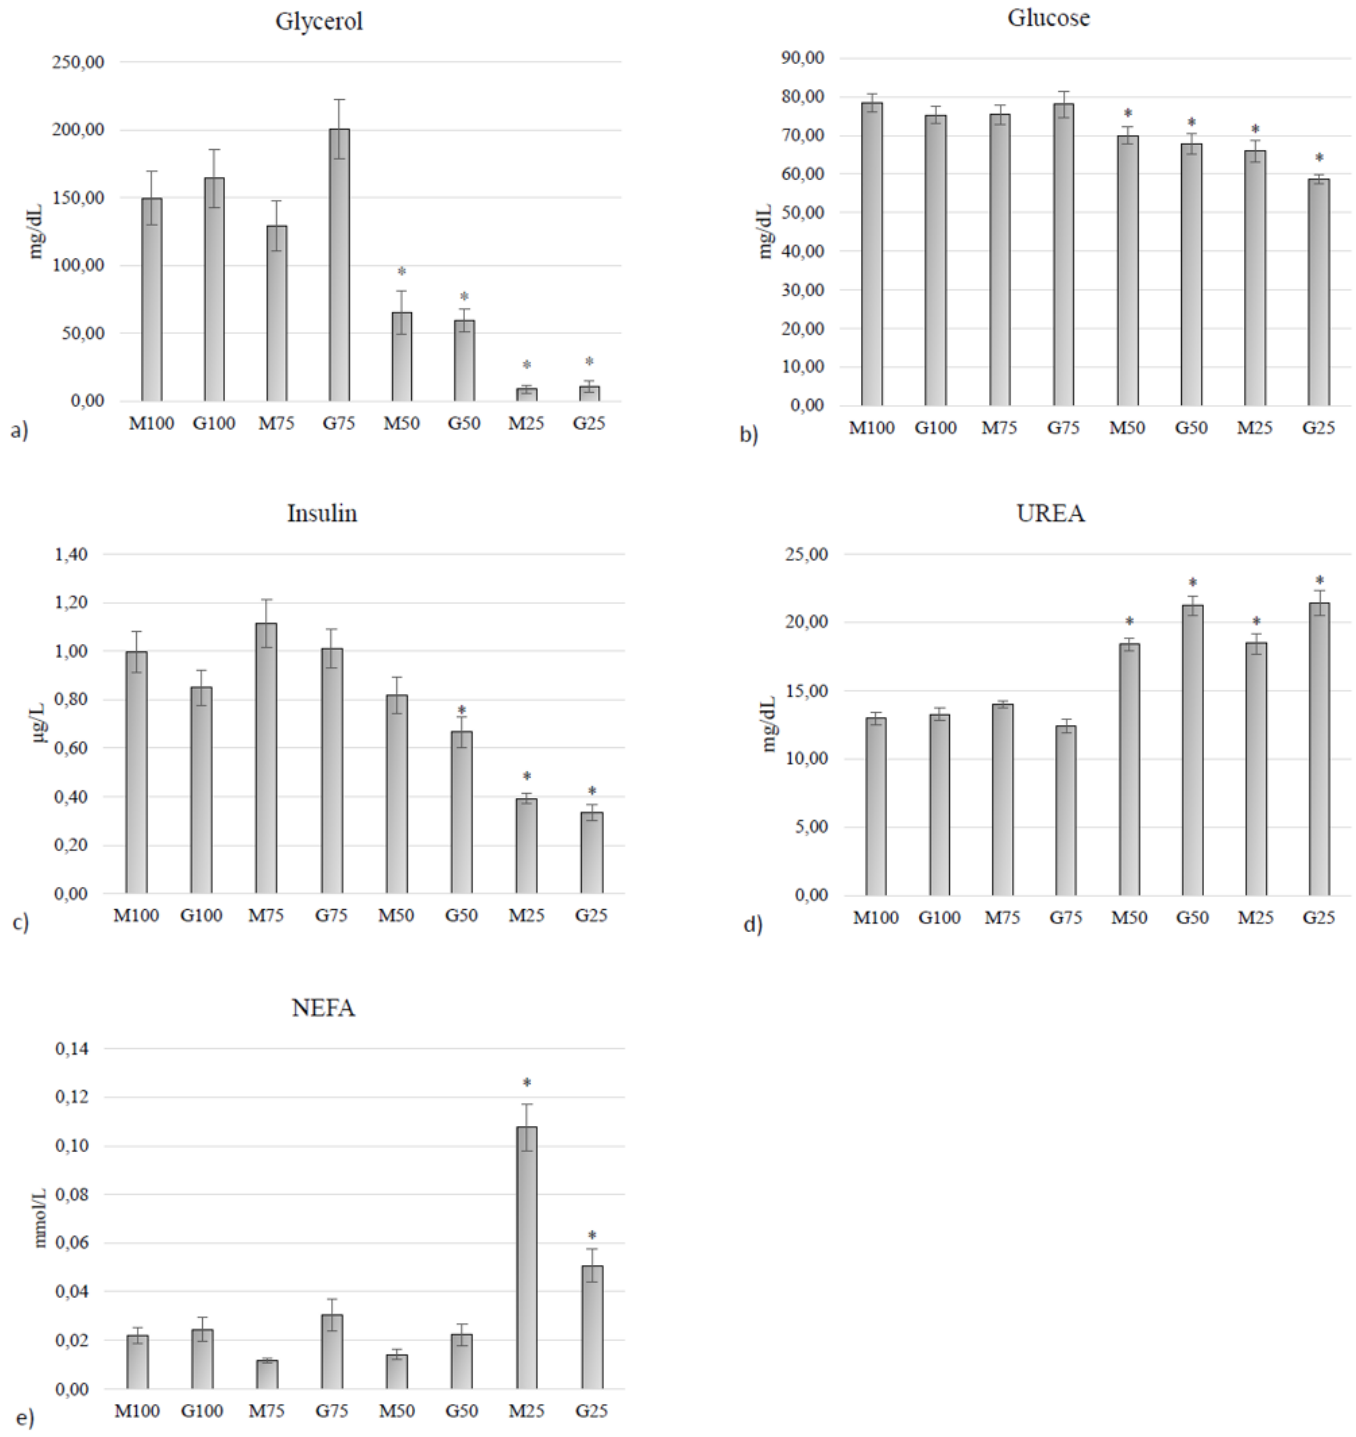 Glycerol
250,00
200,00
150,00
100,00
50,00
0,00
mg/dL
* * * *
M100 G100 M75 G75 M50 G50 M25 G25
a)
Glucose
90,00
80,00
70,00
60,00
50,00
40,00
30,00
20,00
10,00
0,00
mg/dL
* * * *
M100 G100 M75 G75 M50 G50 M25 G25
b)
Insulin
1,40
1,20
1,00
0,80
0,60
0,40
0,20
0,00
µg/L
* * *
M100 G100 M75 G75 M50 G50 M25 G25
c)
UREA
25,00
20,00
15,00
10,00
5,00
0,00
mg/dL
* * * *
M100 G100 M75 G75 M50 G50 M25 G25
d)
NEFA
0,14
0,12
0,10
0,08
0,06
0,04
0,02
0,00
mmol/L
* *
M100 G100 M75 G75 M50 G50 M25 G25
e)